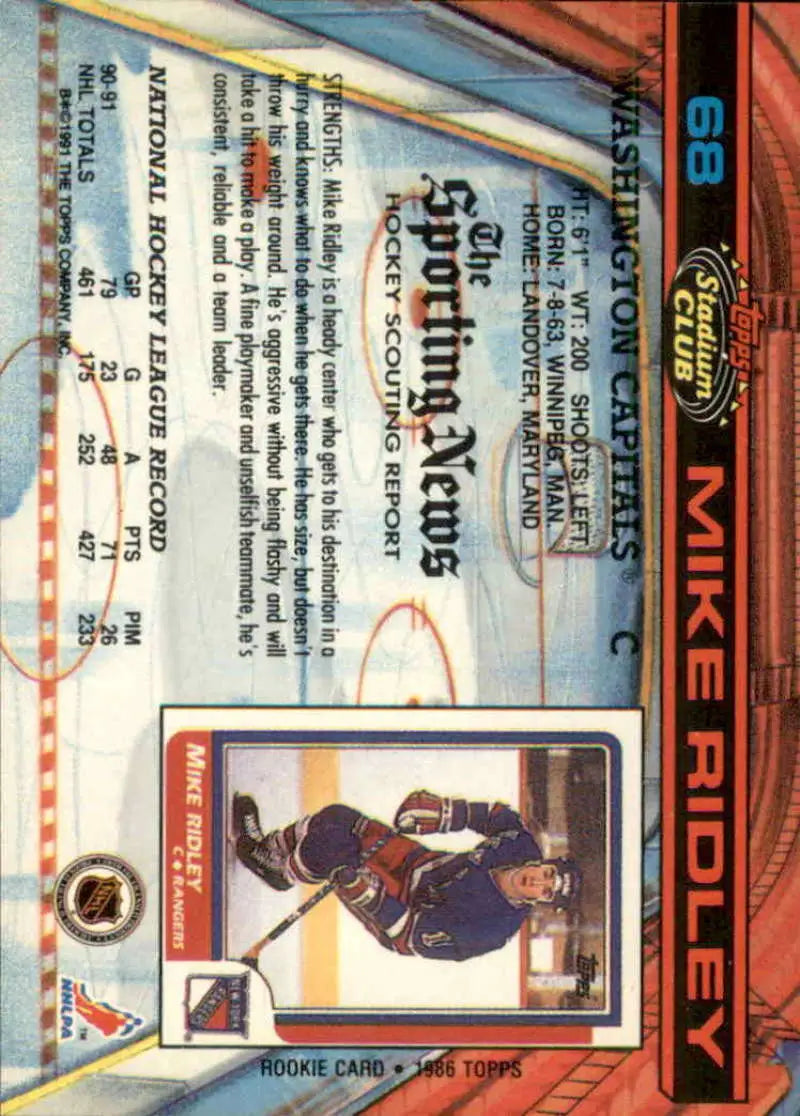 68
TOPPS
Stadium
CLUB
MIKE RIDLEY
WASHINGTON CAPITALS® C
HT: 6'1" WT: 200 SHOOTS: LEFT
BORN: 7-8-63, WINNIPEG, MAN.
HOME: LANDOVER, MARYLAND
The
Sporting News
HOCKEY SCOUTING REPORT
STRENGTHS: Mike Ridley is a heady center who gets to his destination in a
hurry and knows what to do when he gets there. He has size, but doesn't
throw his weight around. He's aggressive without being flashy and will
take a hit to make a play. A fine playmaker and unselfish teammate, he's
consistent, reliable and a team leader.
NATIONAL HOCKEY LEAGUE RECORD
GP G A PTS PIM
90-91 79 23 48 71 26
NHL TOTALS 461 175 252 427 233
B4©1991 THE TOPPS COMPANY, INC.
TOPPS
MIKE RIDLEY
C RANGERS
NEW YORK
RANGERS
ROOKIE CARD • 1986 TOPPS
NHL
NHLPA
TM